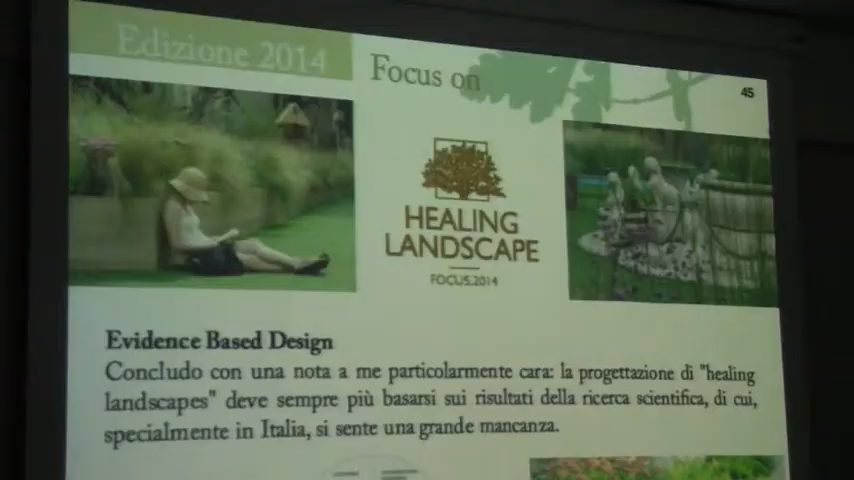 Edizione 2014
Focus on
45
HEALING
LANDSCAPE
FOCUS.2014
Evidence Based Design
Concludo con una nota a me particolarmente cara: la progettazione di "healing
landscapes" deve sempre più basarsi sui risultati della ricerca scientifica, di cui,
specialmente in Italia, si sente una grande mancanza.